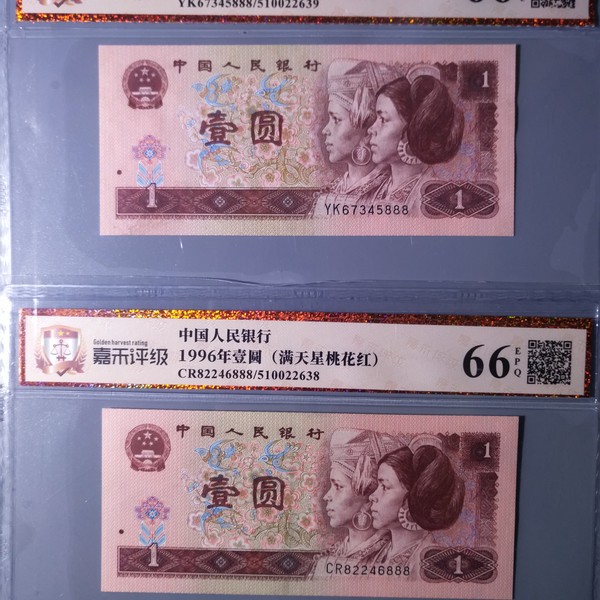 YK67345888/510022639
中国人民银行
壹圆
1
1
1
YK67345888
Golden harvest rating
嘉禾评级
中国人民银行
1996年壹圆（满天星桃花红）
CR82246888/510022638
66
EPQ
中国人民银行
壹圆
1
1
1
CR82246888